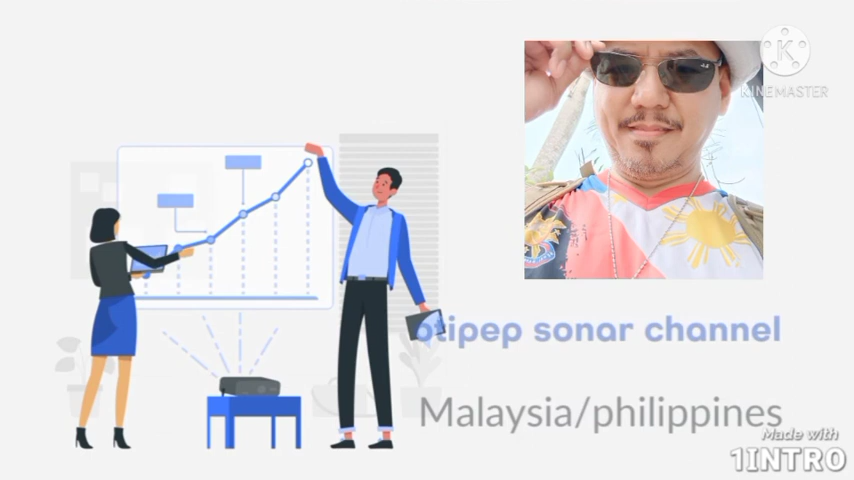 K
KINEMASTER
otipep sonar channel
Malaysia/philippines
Made with
1INTRO